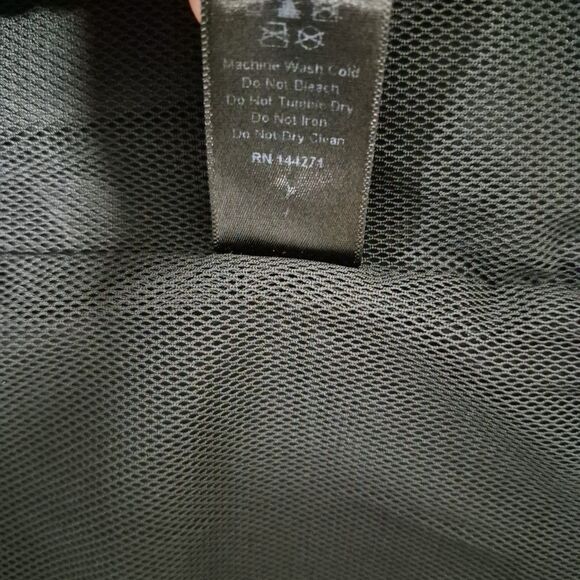 Machine Wash Cold
Do Not Bleach
Do Not Tumble Dry
Do Not Iron
Do Not Dry Clean
RN 144271